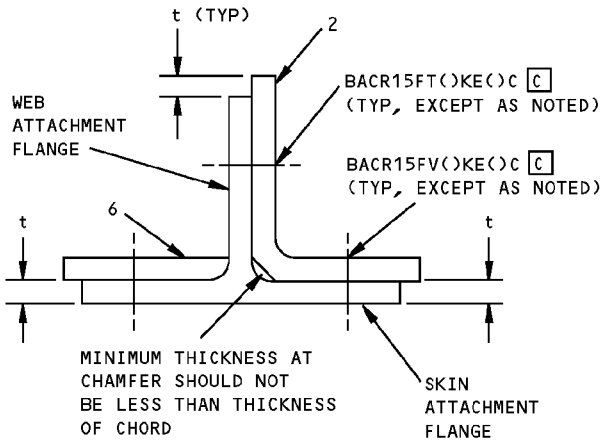 t (TYP)
2
BACR15FT()KE()C C
(TYP, EXCEPT AS NOTED)
WEB
ATTACHMENT
FLANGE
BACR15FV()KE()C C
(TYP, EXCEPT AS NOTED)
6
t
t
MINIMUM THICKNESS AT
CHAMFER SHOULD NOT
BE LESS THAN THICKNESS
OF CHORD
SKIN
ATTACHMENT
FLANGE